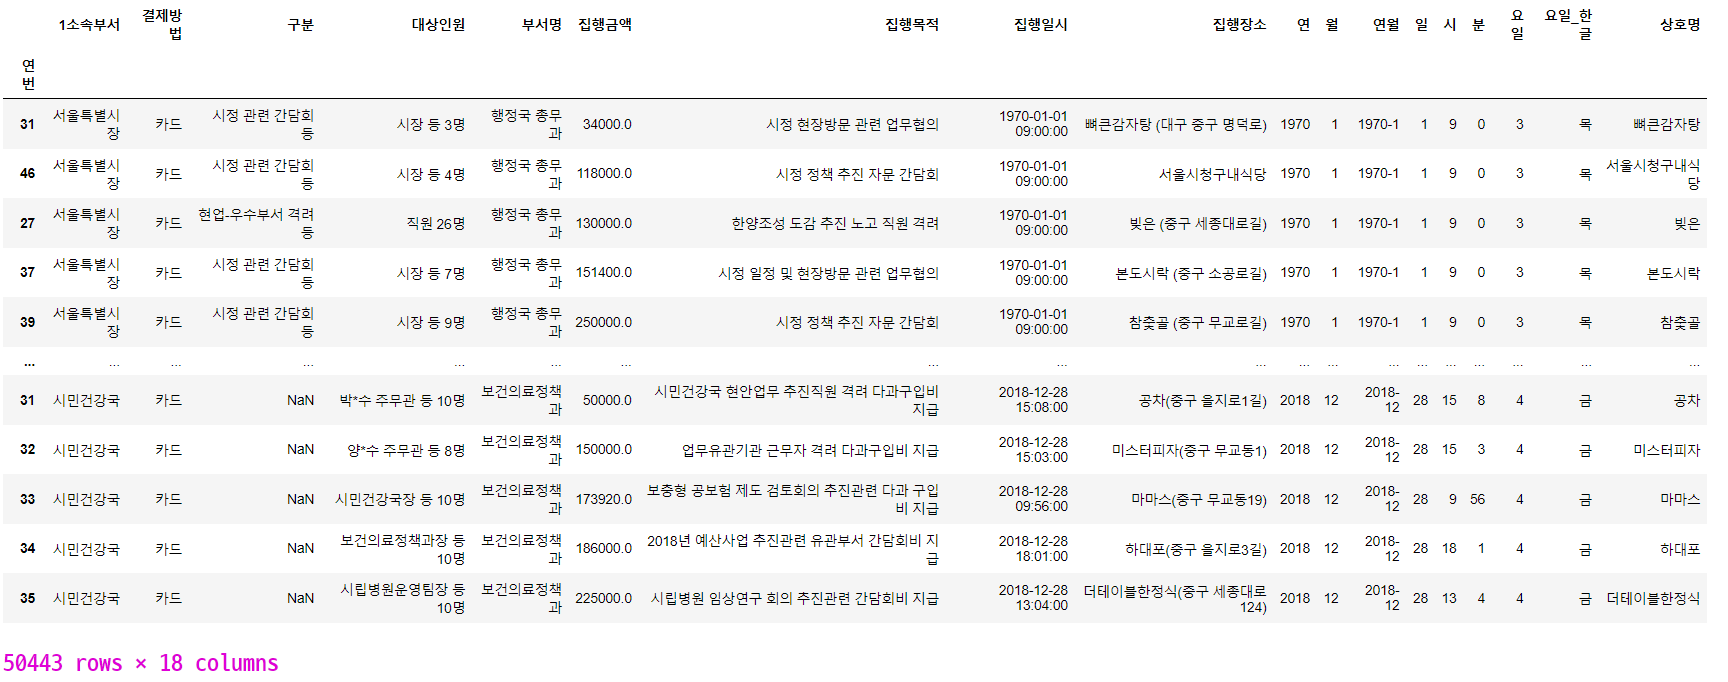 1소속부서 결제방법 구분 대상인원 부서명 집행금액 집행목적 집행일시 집행장소 연 월 연월 일 시 분 요일 요일_한글 상호명
연번
31 서울특별시장 카드 시정 관련 간담회 등 시장 등 3명 행정국 총무과 34000.0 시정 현장방문 관련 업무협의 1970-01-01 09:00:00 뼈큰감자탕 (대구 중구 명덕로) 1970 1 1970-1 1 9 0 3 목 뼈큰감자탕
46 서울특별시장 카드 시정 관련 간담회 등 시장 등 4명 행정국 총무과 118000.0 시정 정책 추진 자문 간담회 1970-01-01 09:00:00 서울시청구내식당 1970 1 1970-1 1 9 0 3 목 서울시청구내식당
27 서울특별시장 카드 현업-우수부서 격려 등 직원 26명 행정국 총무과 130000.0 한양조성 도감 추진 노고 직원 격려 1970-01-01 09:00:00 빚은 (중구 세종대로길) 1970 1 1970-1 1 9 0 3 목 빚은
37 서울특별시장 카드 시정 관련 간담회 등 시장 등 7명 행정국 총무과 151400.0 시정 일정 및 현장방문 관련 업무협의 1970-01-01 09:00:00 본도시락 (중구 소공로길) 1970 1 1970-1 1 9 0 3 목 본도시락
39 서울특별시장 카드 시정 관련 간담회 등 시장 등 9명 행정국 총무과 250000.0 시정 정책 추진 자문 간담회 1970-01-01 09:00:00 참숯골 (중구 무교로길) 1970 1 1970-1 1 9 0 3 목 참숯골
... ... ... ... ... ... ... ... ... ... ... ... ... ... ... ... ... ... ...
31 시민건강국 카드 NaN 박*수 주무관 등 10명 보건의료정책과 50000.0 시민건강국 현안업무 추진직원 격려 다과구입비 지급 2018-12-28 15:08:00 공차(중구 을지로1길) 2018 12 2018-12 28 15 8 4 금 공차
32 시민건강국 카드 NaN 양*수 주무관 등 8명 보건의료정책과 150000.0 업무유관기관 근무자 격려 다과구입비 지급 2018-12-28 15:03:00 미스터피자(중구 무교동1) 2018 12 2018-12 28 15 3 4 금 미스터피자
33 시민건강국 카드 NaN 시민건강국장 등 10명 보건의료정책과 173920.0 보충형 공보험 제도 검토회의 추진관련 다과 구입비 지급 2018-12-28 09:56:00 마마스(중구 무교동19) 2018 12 2018-12 28 9 56 4 금 마마스
34 시민건강국 카드 NaN 보건의료정책과장 등 10명 보건의료정책과 186000.0 2018년 예산사업 추진관련 유관부서 간담회비 지급 2018-12-28 18:01:00 하대포(중구 을지로3길) 2018 12 2018-12 28 18 1 4 금 하대포
35 시민건강국 카드 NaN 시립병원운영팀장 등 10명 보건의료정책과 225000.0 시립병원 임상연구 회의 추진관련 간담회비 지급 2018-12-28 13:04:00 더테이블한정식(중구 세종대로 124) 2018 12 2018-12 28 13 4 4 금 더테이블한정식
50443 rows × 18 columns